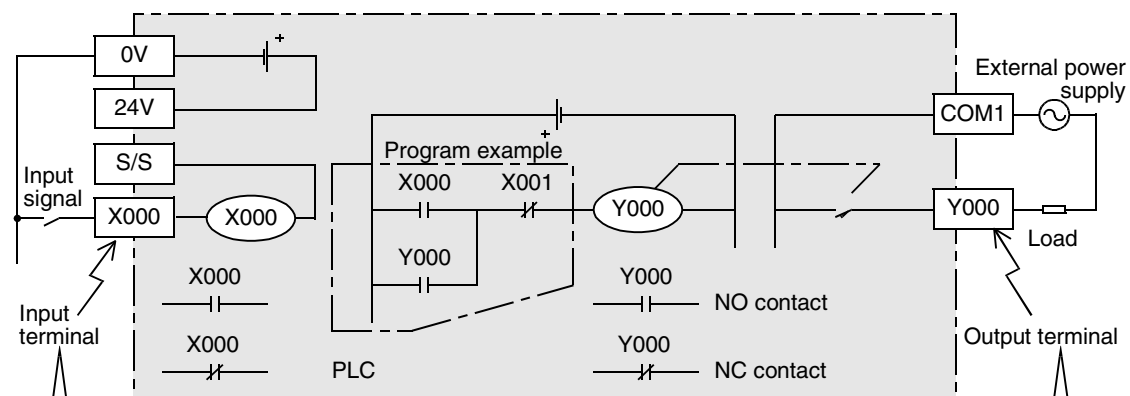 0V
24V
S/S
Input
signal
X000
X000
Input
terminal
X000
X000
PLC
+
+
Program example
X000
X001
Y000
Y000
Y000
NO contact
Y000
NC contact
External power
supply
COM1
Y000
Load
Output terminal